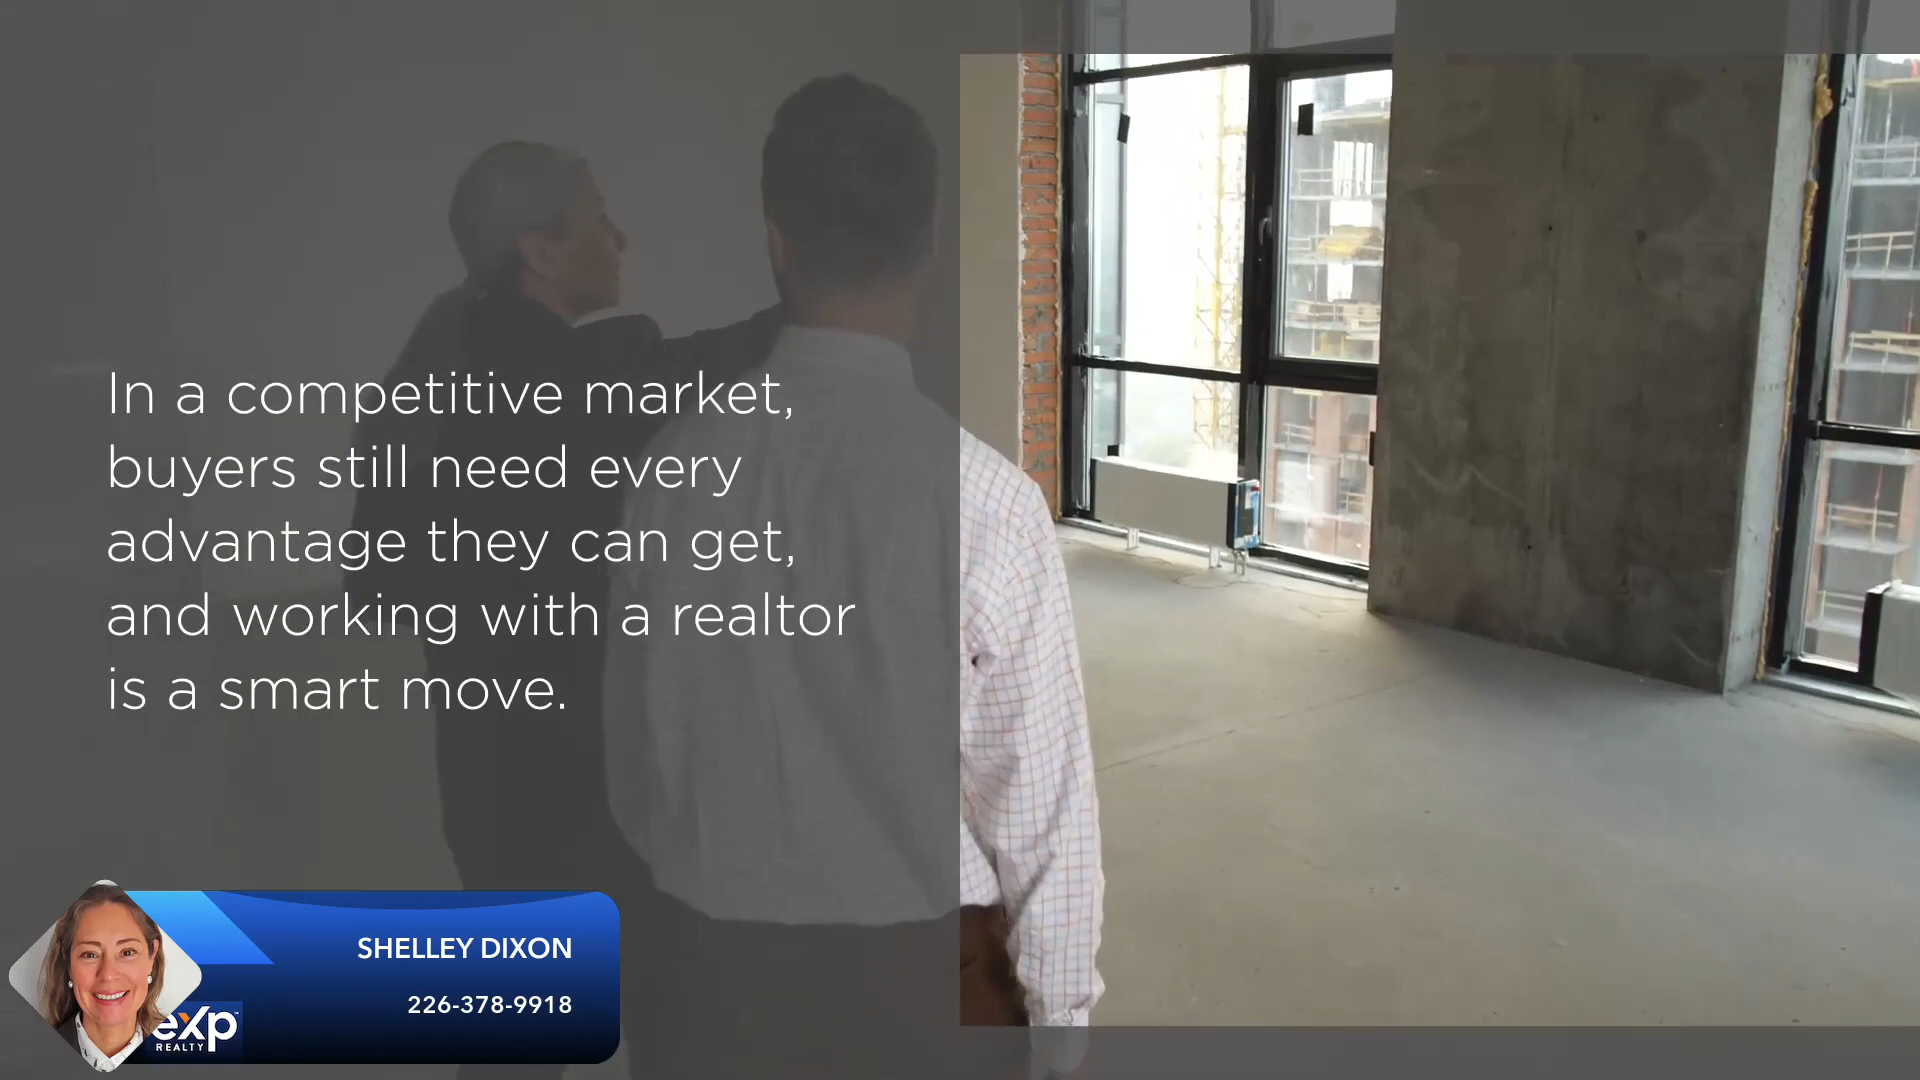 In a competitive market,
buyers still need every
advantage they can get,
and working with a realtor
is a smart move.
SHELLEY DIXON
226-378-9918
eXp
REALTY